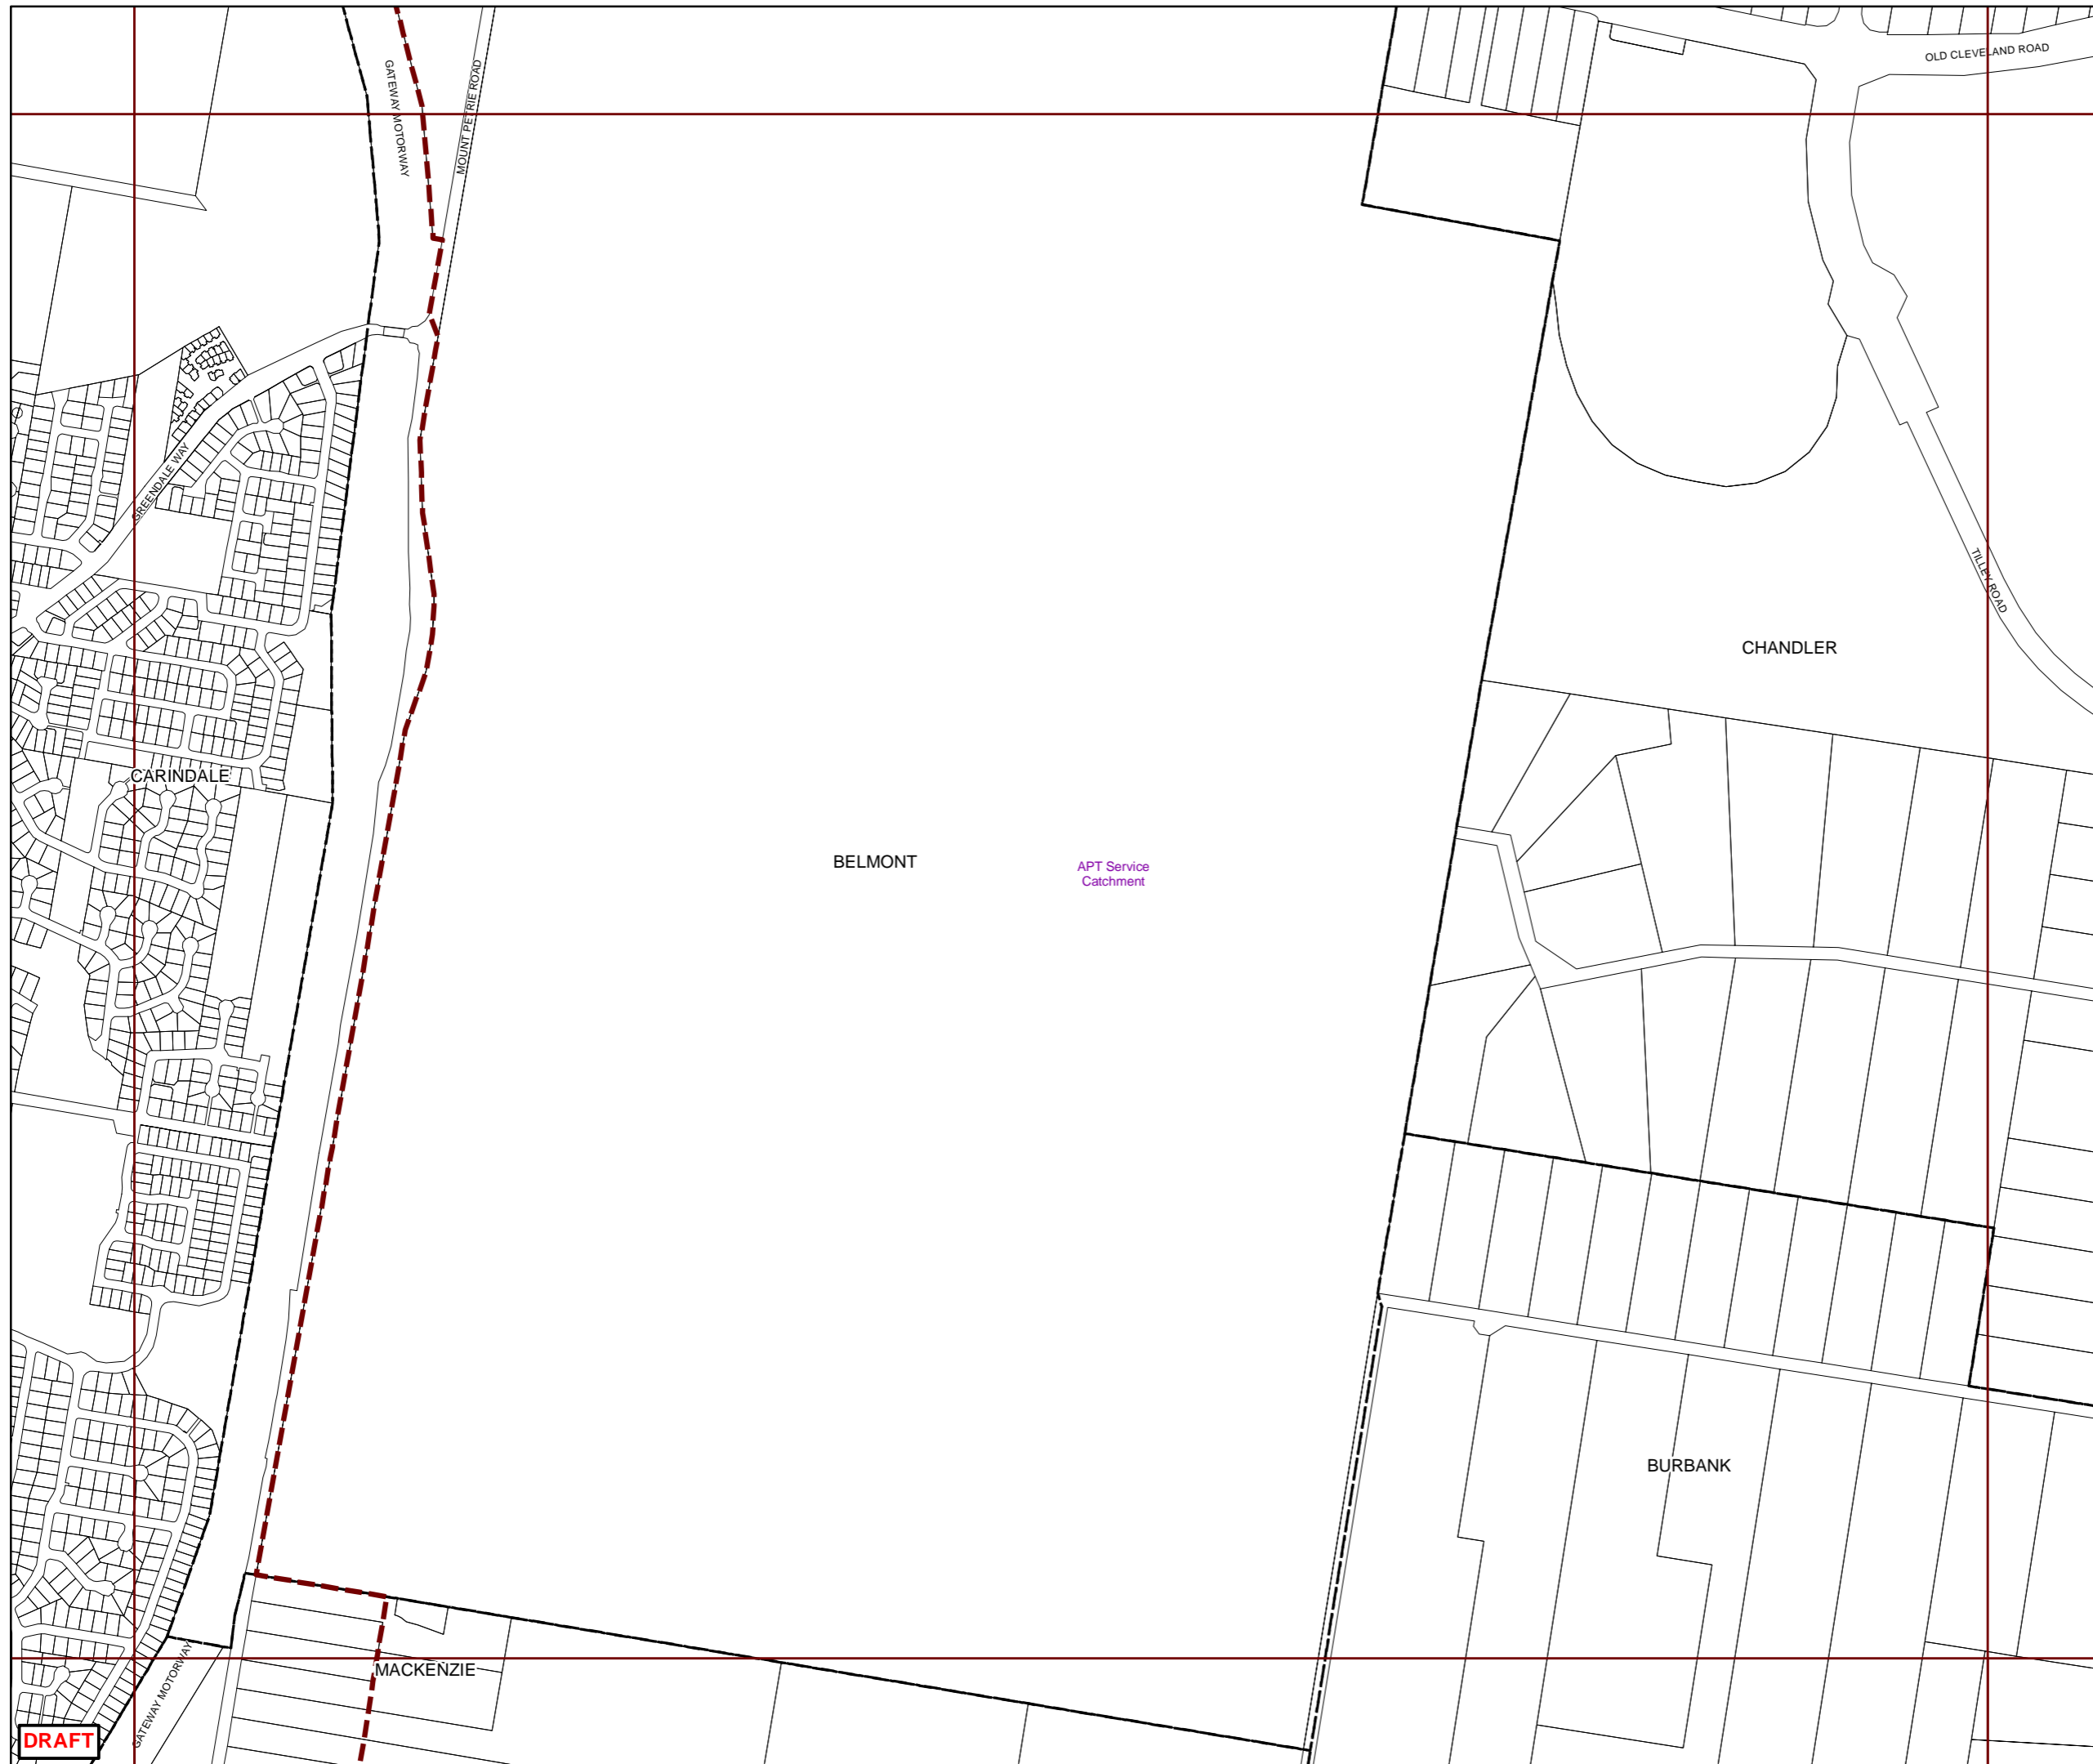 OLD CLEVELAND ROAD
GATEWAY MOTORWAY
MOUNT PETRIE ROAD
GREENDALE WAY
TILLEY ROAD
CHANDLER
CARINDALE
BELMONT
APT Service
Catchment
BURBANK
MACKENZIE
GATEWAY MOTORWAY
DRAFT